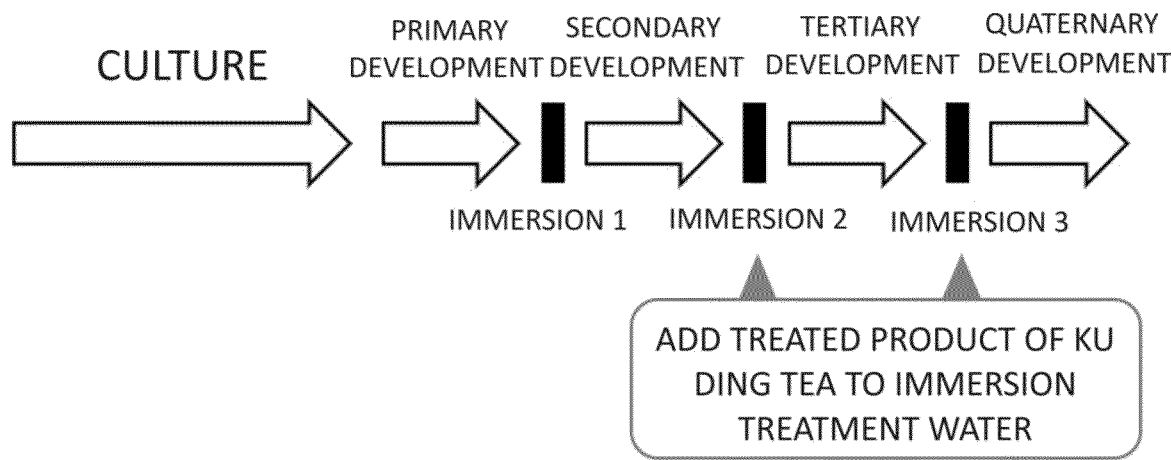 CULTURE
PRIMARY
DEVELOPMENT
SECONDARY
DEVELOPMENT
TERTIARY
DEVELOPMENT
QUATERNARY
DEVELOPMENT
IMMERSION 1
IMMERSION 2
IMMERSION 3
ADD TREATED PRODUCT OF KU
DING TEA TO IMMERSION
TREATMENT WATER